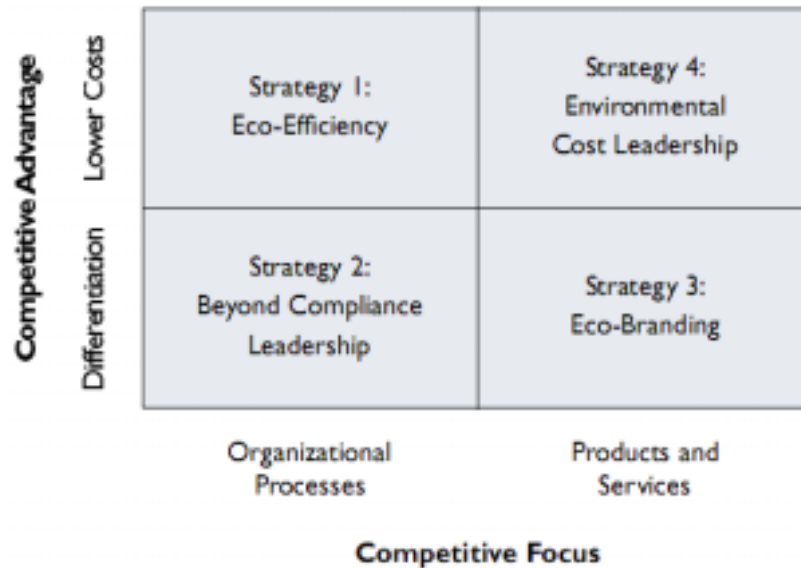 Competitive Advantage
Lower Costs
Differentiation
Strategy 1:
Eco-Efficiency
Strategy 4:
Environmental
Cost Leadership
Strategy 2:
Beyond Compliance
Leadership
Strategy 3:
Eco-Branding
Organizational
Processes
Products and
Services
Competitive Focus